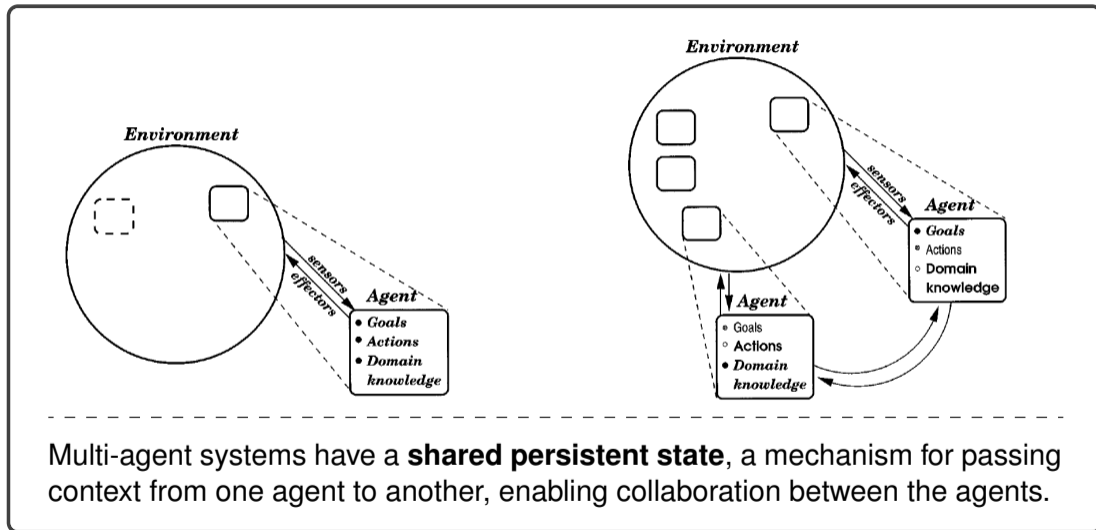 Environment
sensors
effectors
Agent
• Goals
• Actions
• Domain
knowledge
Environment
sensors
effectors
Agent
• Goals
• Actions
○ Domain
knowledge
Agent
• Goals
○ Actions
• Domain
knowledge
Multi-agent systems have a shared persistent state, a mechanism for passing
context from one agent to another, enabling collaboration between the agents.